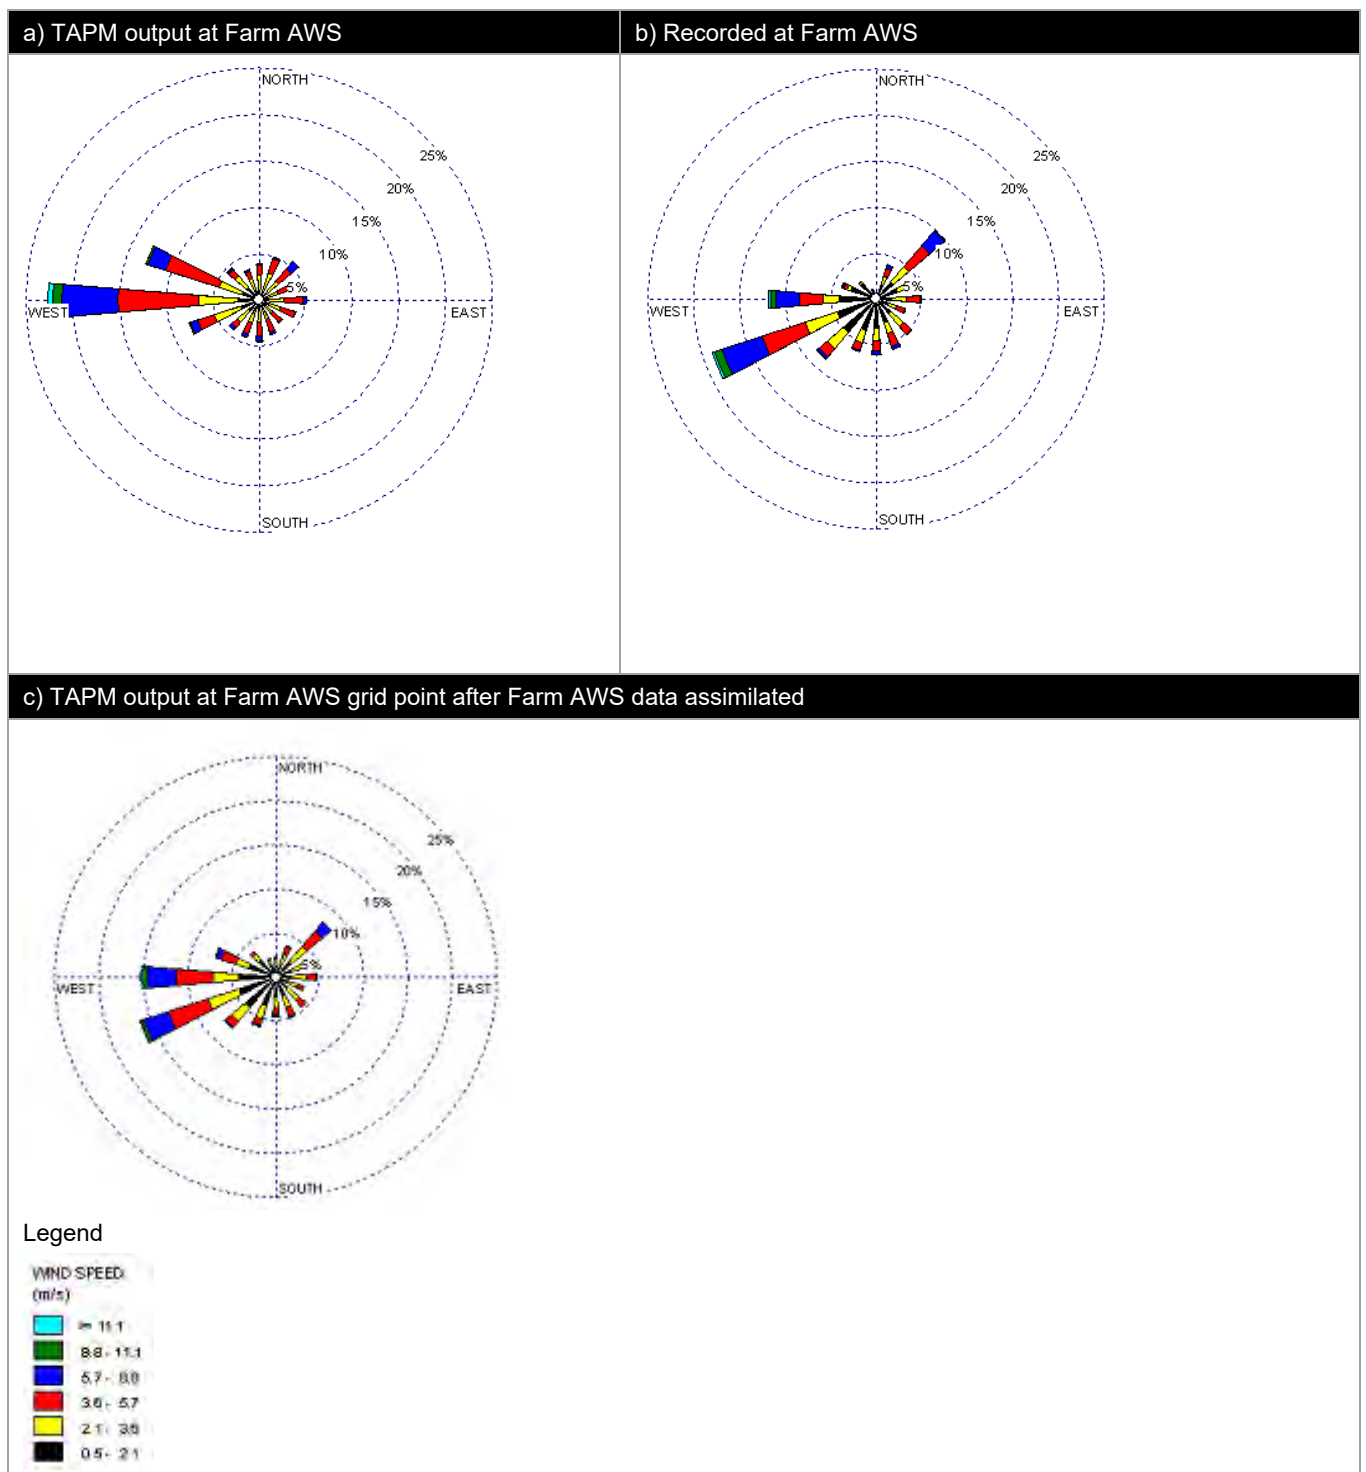 a) TAPM output at Farm AWS
b) Recorded at Farm AWS
NORTH
25%
20%
15%
10%
5%
WEST
EAST
SOUTH
NORTH
25%
20%
15%
10%
5%
WEST
EAST
SOUTH
c) TAPM output at Farm AWS grid point after Farm AWS data assimilated
NORTH
25%
20%
15%
10%
5%
WEST
EAST
SOUTH
Legend
WIND SPEED
(m/s)
>= 11.1
8.8 - 11.1
5.7 - 8.8
3.6 - 5.7
2.1 - 3.6
0.5 - 2.1